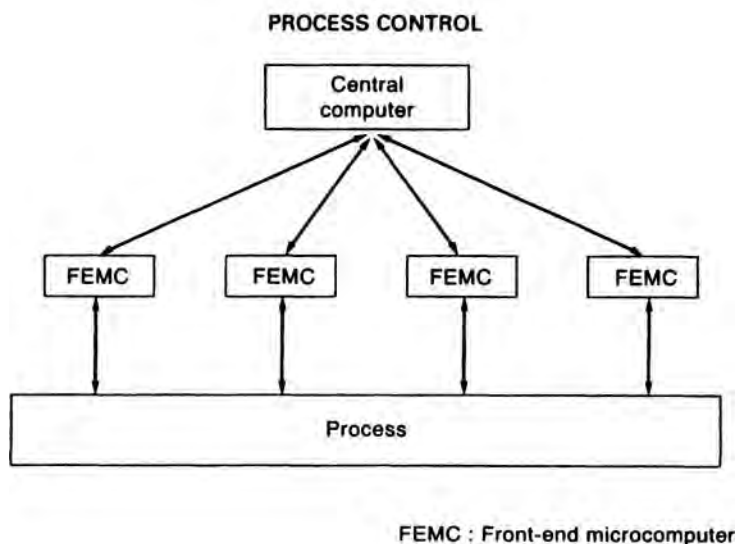 PROCESS CONTROL
Central
computer
FEMC
FEMC
FEMC
FEMC
Process
FEMC : Front-end microcomputer